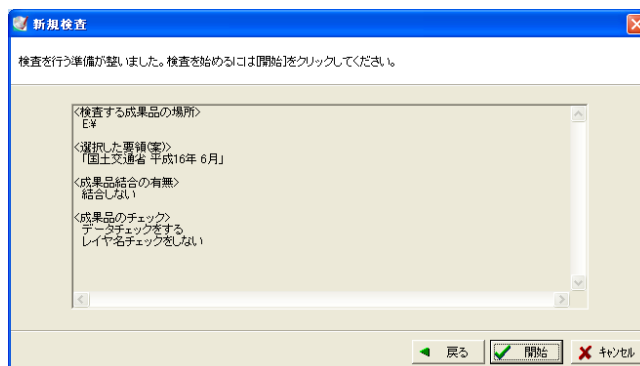 新規検査
検査を行う準備が整いました。検査を始めるには[開始]をクリックしてください。
<検査する成果品の場所>
E:¥
<選択した要領(案)>
「国土交通省 平成16年 6月」
<成果品結合の有無>
結合しない
<成果品のチェック>
データチェックをする
レイヤ名チェックをしない
戻る 開始 キャンセル